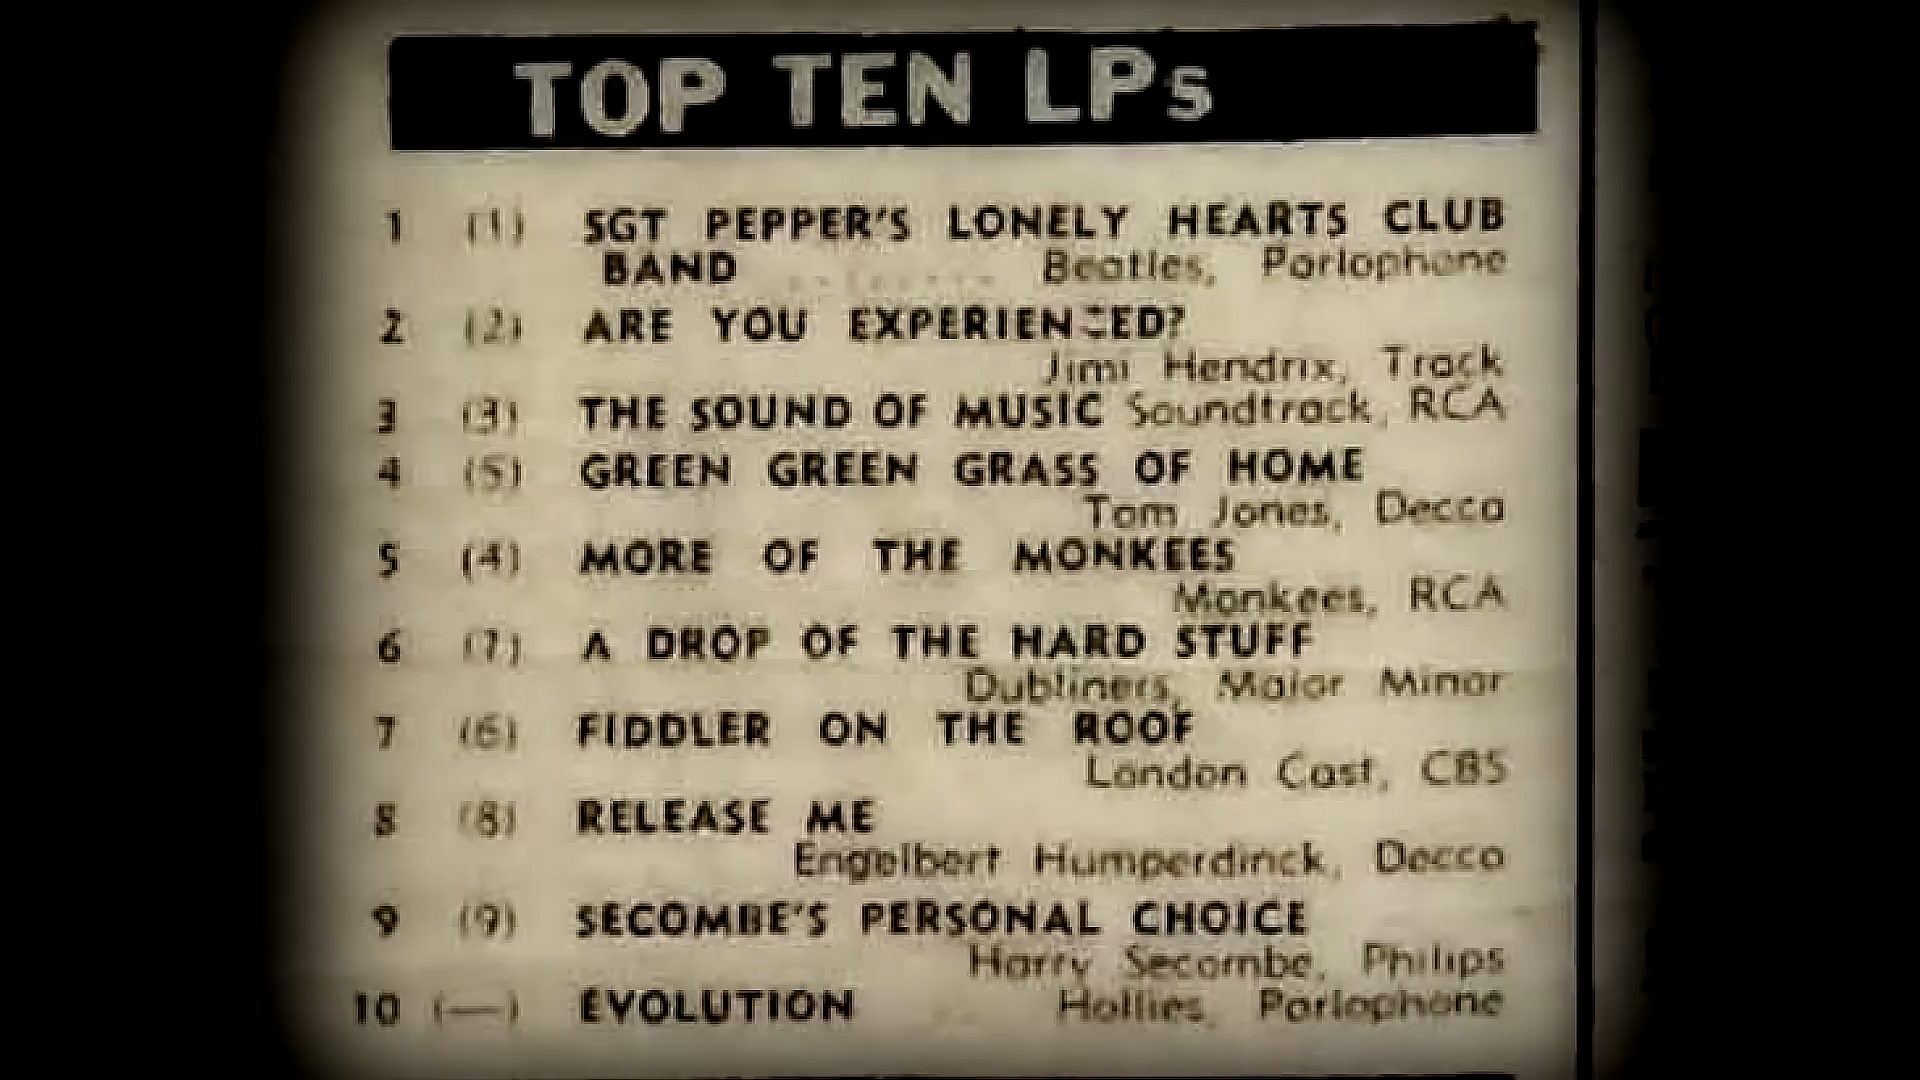 TOP TEN LPs
1 (1) SGT PEPPER'S LONELY HEARTS CLUB
BAND Beatles, Parlophone
2 (2) ARE YOU EXPERIENCED?
Jimi Hendrix, Track
3 (3) THE SOUND OF MUSIC Soundtrack, RCA
4 (5) GREEN GREEN GRASS OF HOME
Tom Jones, Decca
5 (4) MORE OF THE MONKEES
Monkees, RCA
6 (7) A DROP OF THE HARD STUFF
Dubliners, Major Minor
7 (6) FIDDLER ON THE ROOF
London Cast, CBS
8 (8) RELEASE ME
Engelbert Humperdinck, Decca
9 (9) SECOMBE'S PERSONAL CHOICE
Harry Secombe, Philips
10 (—) EVOLUTION Hollies, Parlophone